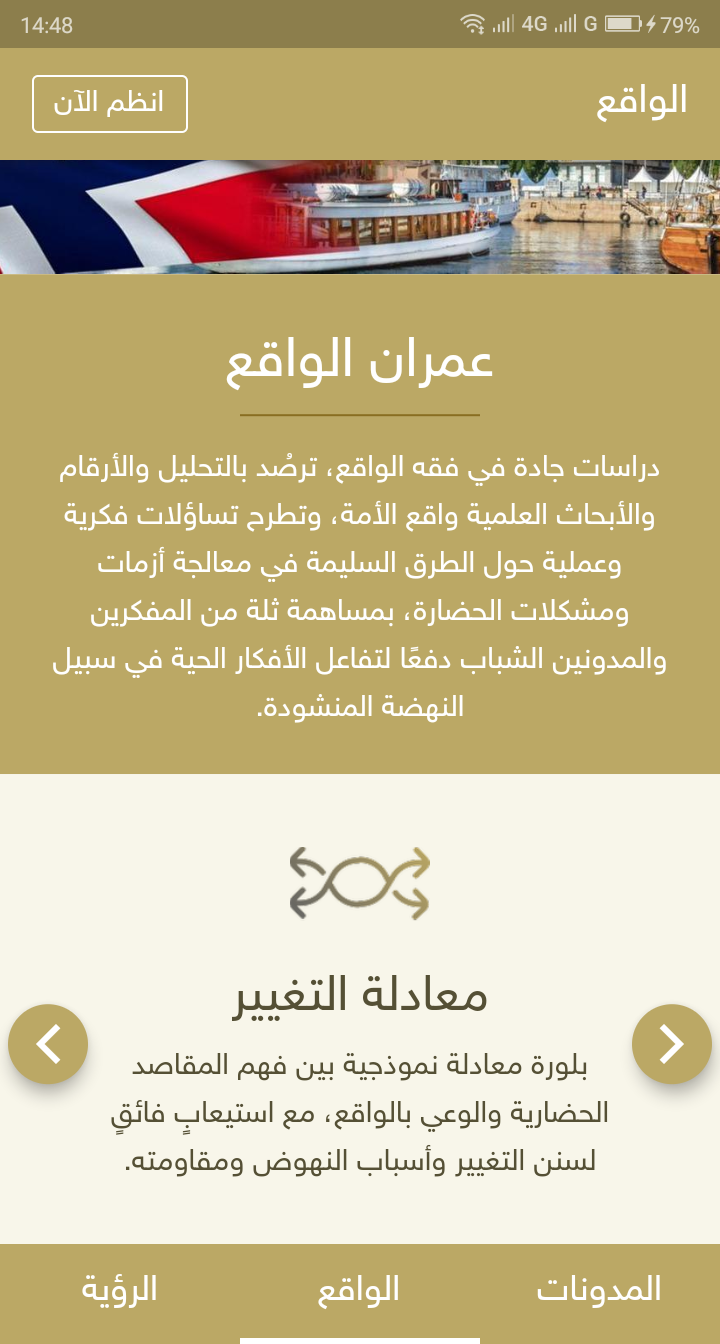 14:48 4G G 79%
الواقع
انظم الآن
عمران الواقع
دراسات جادة في فقه الواقع، ترصُد بالتحليل والأرقام
والأبحاث العلمية واقع الأمة، وتطرح تساؤلات فكرية
وعملية حول الطرق السليمة في معالجة أزمات
ومشكلات الحضارة، بمساهمة ثلة من المفكرين
والمدونين الشباب دفعًا لتفاعل الأفكار الحية في سبيل
النهضة المنشودة.
معادلة التغيير
بلورة معادلة نموذجية بين فهم المقاصد
الحضارية والوعي بالواقع، مع استيعابٍ فائقٍ
لسنن التغيير وأسباب النهوض ومقاومته.
المدونات الواقع الرؤية